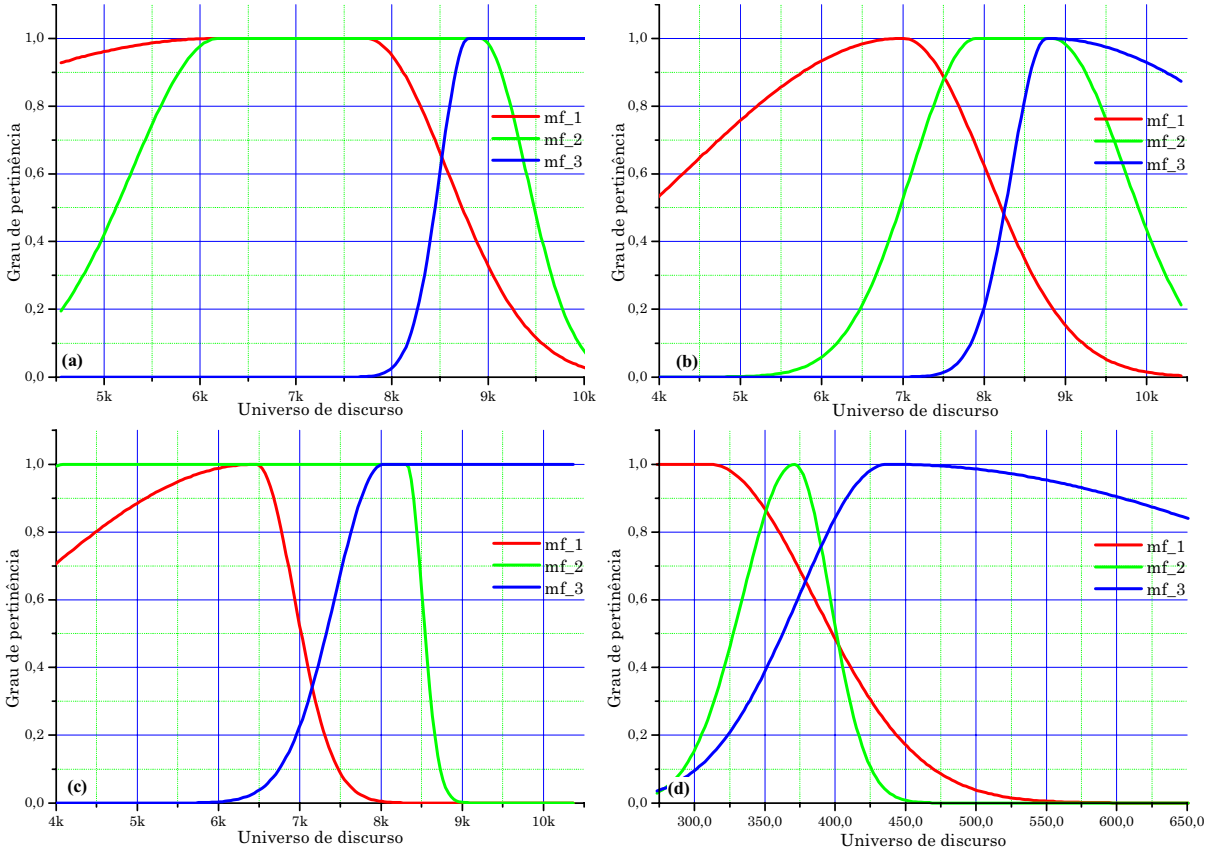 1,0
0,8
0,6
0,4
0,2
0,0
Grau de pertinência
mf_1
mf_2
mf_3
(a)
5k 6k 7k 8k 9k 10k
Universo de discurso
1,0
0,8
0,6
0,4
0,2
0,0
Grau de pertinência
mf_1
mf_2
mf_3
(b)
4k 5k 6k 7k 8k 9k 10k
Universo de discurso
1,0
0,8
0,6
0,4
0,2
0,0
Grau de pertinência
mf_1
mf_2
mf_3
(c)
4k 5k 6k 7k 8k 9k 10k
Universo de discurso
1,0
0,8
0,6
0,4
0,2
0,0
Grau de pertinência
mf_1
mf_2
mf_3
(d)
300,0 350,0 400,0 450,0 500,0 550,0 600,0 650,0
Universo de discurso